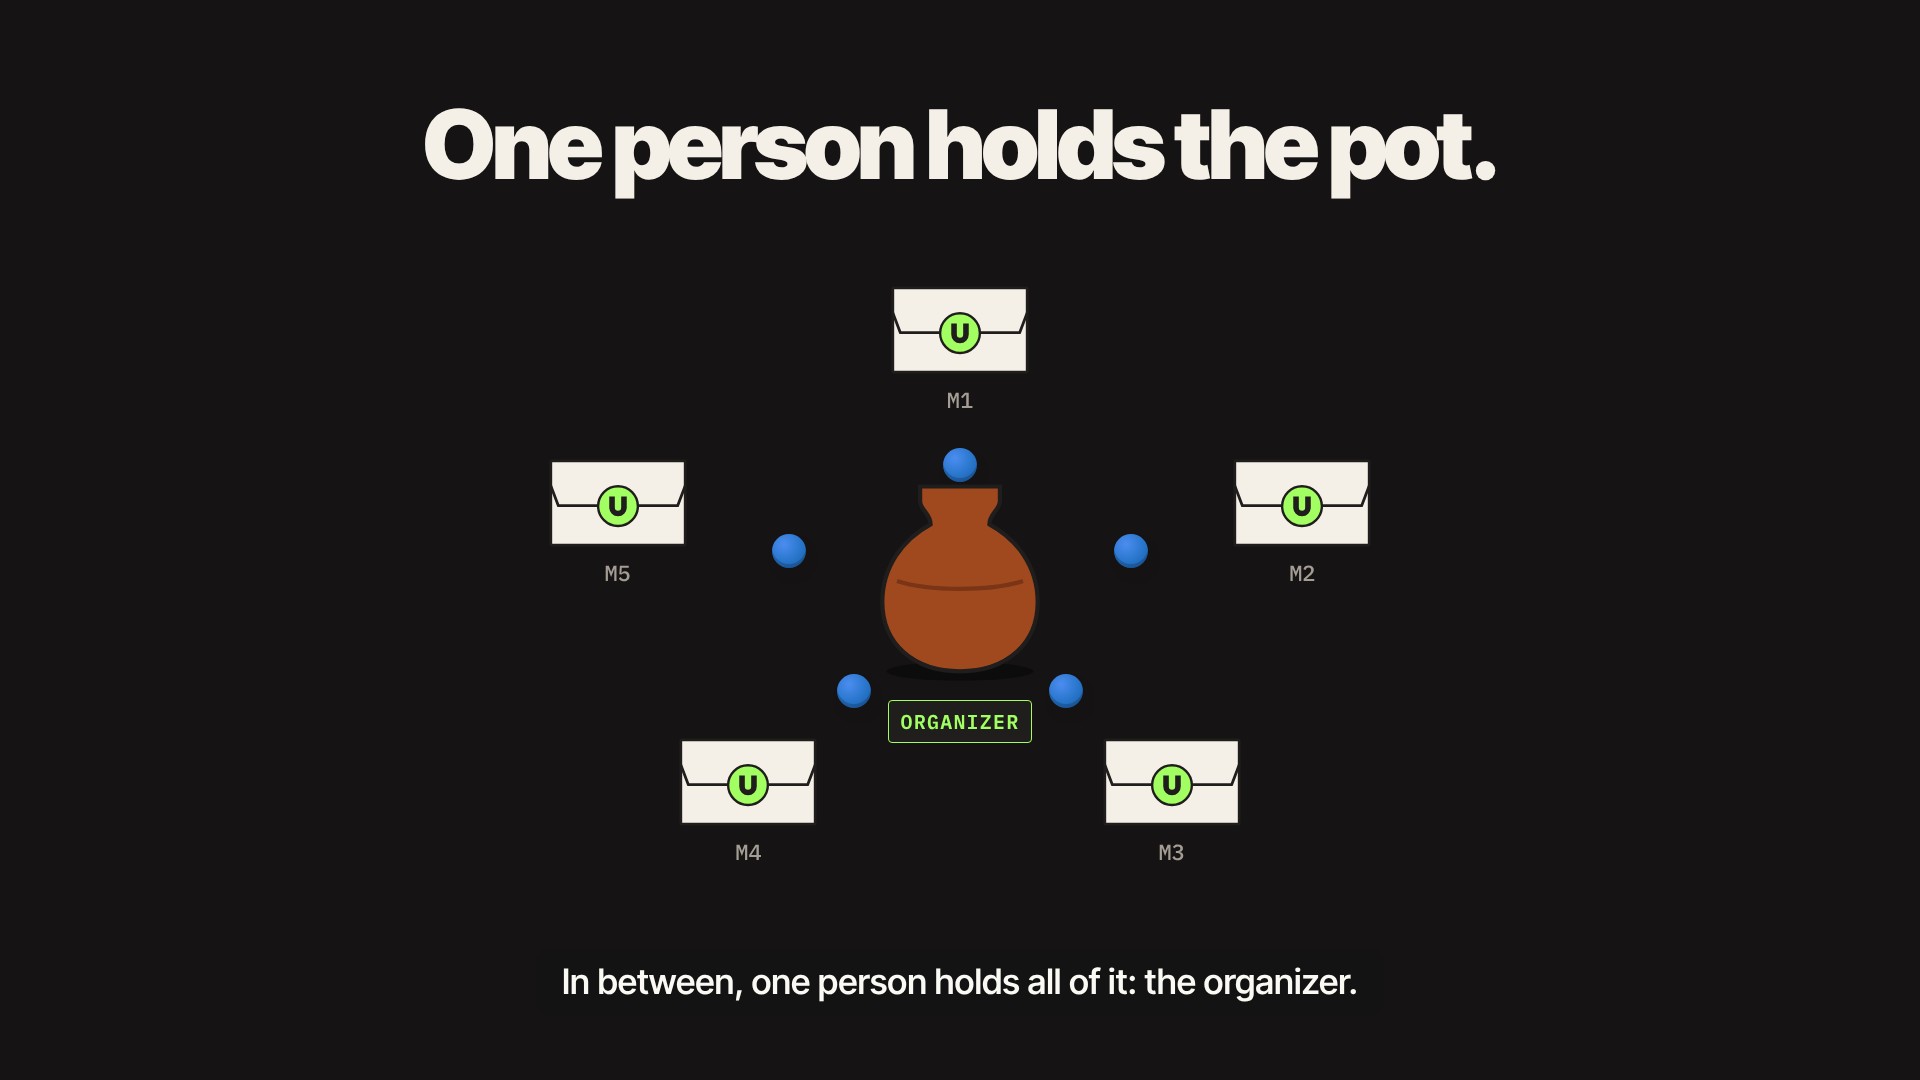 One person holds the pot.
U
M1
U
M5
U
M2
ORGANIZER
U
M4
U
M3
In between, one person holds all of it: the organizer.